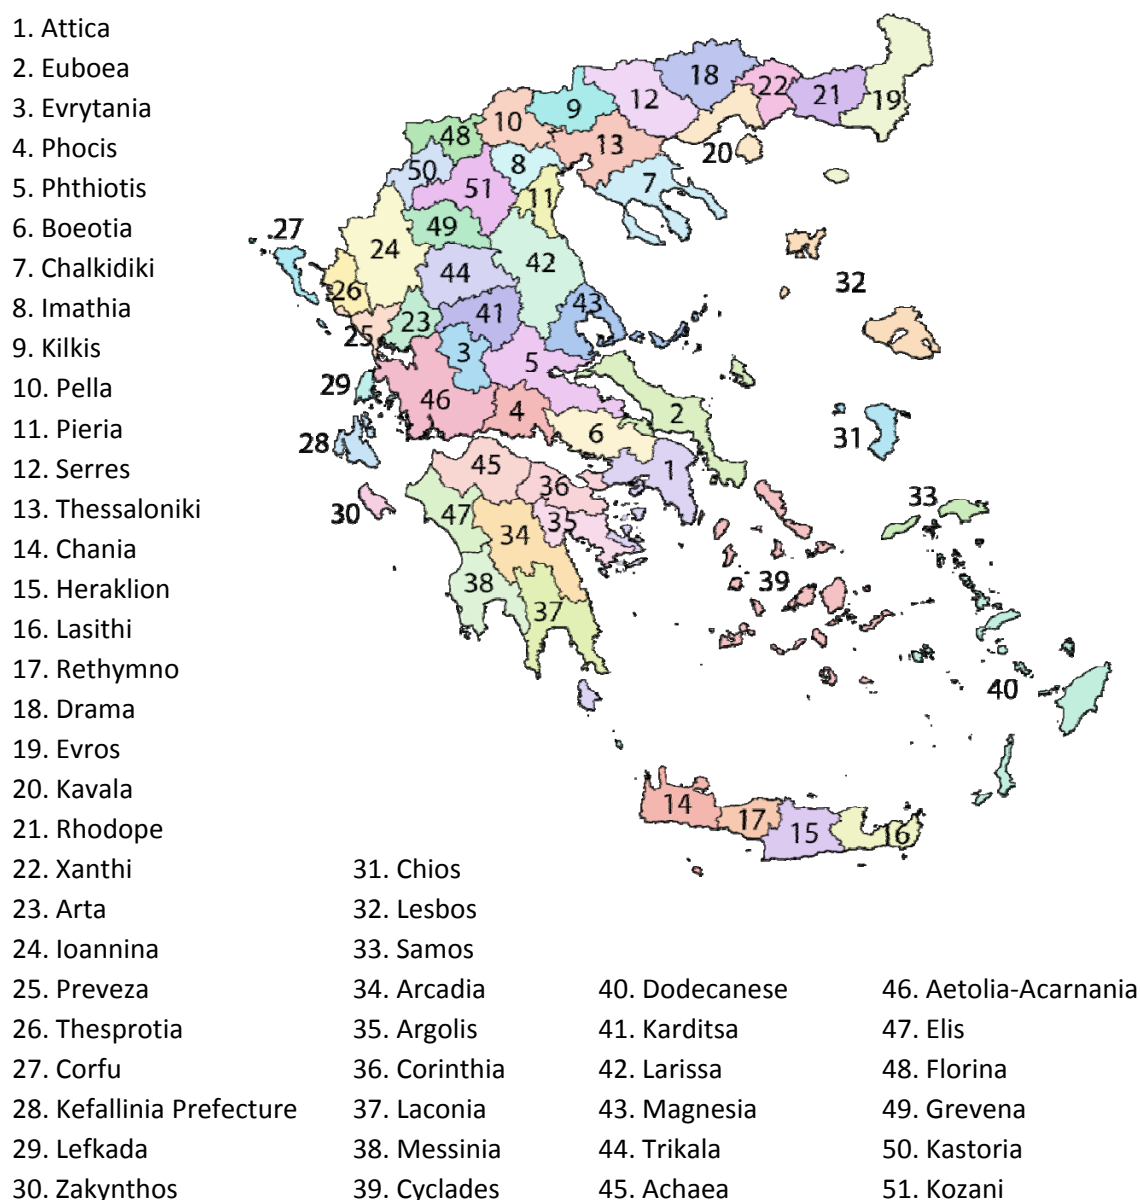 1. Attica
2. Euboea
3. Evrytania
4. Phocis
5. Phthiotis
6. Boeotia
7. Chalkidiki
8. Imathia
9. Kilkis
10. Pella
11. Pieria
12. Serres
13. Thessaloniki
14. Chania
15. Heraklion
16. Lasithi
17. Rethymno
18. Drama
19. Evros
20. Kavala
21. Rhodope
22. Xanthi
23. Arta
24. Ioannina
25. Preveza
26. Thesprotia
27. Corfu
28. Kefallinia Prefecture
29. Lefkada
30. Zakynthos
31. Chios
32. Lesbos
33. Samos
34. Arcadia
35. Argolis
36. Corinthia
37. Laconia
38. Messinia
39. Cyclades
40. Dodecanese
41. Karditsa
42. Larissa
43. Magnesia
44. Trikala
45. Achaea
46. Aetolia-Acarnania
47. Elis
48. Florina
49. Grevena
50. Kastoria
51. Kozani
18
22
21
19
12
9
10
48
13
20
8
50
51
7
11
27
49
24
42
44
26
32
43
41
23
25
3
5
29
46
4
2
6
31
28
45
1
36
30
47
35
34
33
38
39
37
40
14
17
15
16